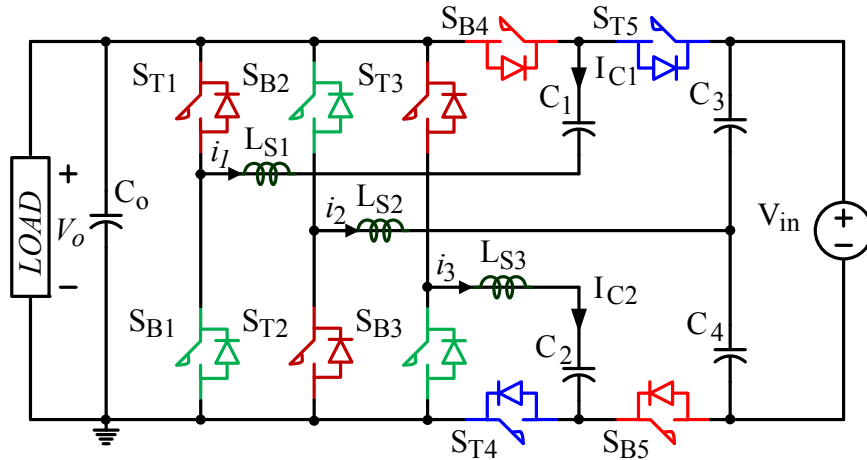 S_B4
S_T5
S_T1
S_B2
S_T3
I_C1
C_1
C_3
i_1
L_S1
LOAD
+
V_o
−
C_o
i_2
L_S2
V_in
+
−
i_3
L_S3
I_C2
S_B1
S_T2
S_B3
C_2
C_4
S_T4
S_B5